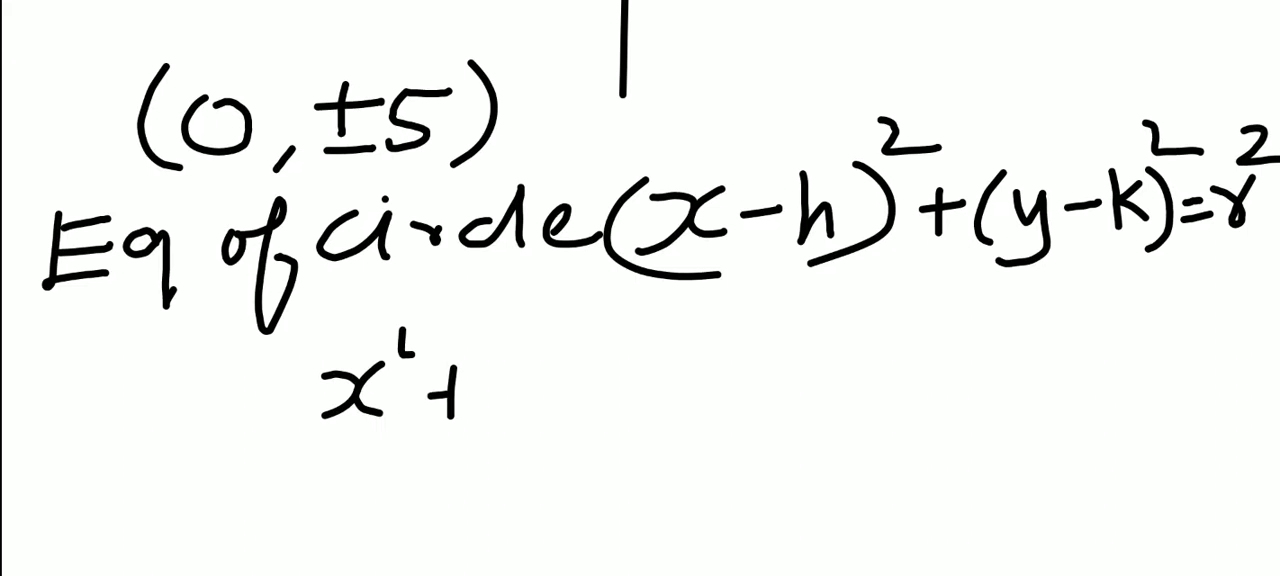 (0, ±5)
Eq of circle (x-h)² + (y-k)² = r²
x² +